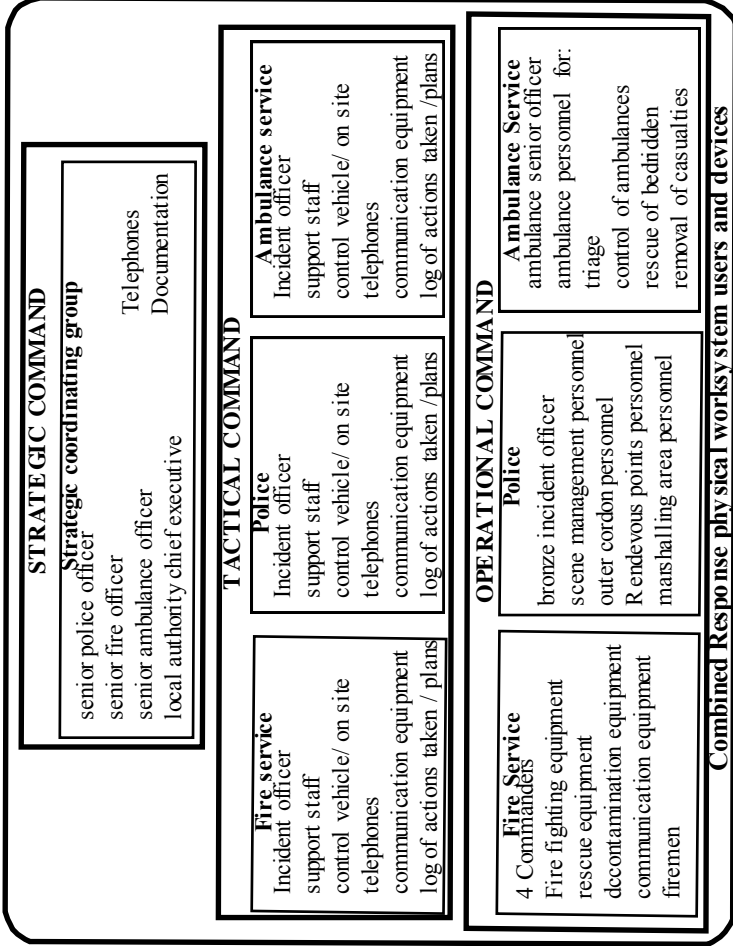 STRATEGIC COMMAND
Strategic coordinating group
senior police officer
senior fire officer
senior ambulance officer
local authority chief executive
Telephones
Documentation
TACTICAL COMMAND
Fire service
Incident officer
support staff
control vehicle/ on site
telephones
communication equipment
log of actions taken / plans
Police
Incident officer
support staff
control vehicle/ on site
telephones
communication equipment
log of actions taken /plans
Ambulance service
Incident officer
support staff
control vehicle/ on site
telephones
communication equipment
log of actions taken /plans
OPERATIONAL COMMAND
Fire Service
4 Commanders
Fire fighting equipment
rescue equipment
dccontamination equipment
communication equipment
firemen
Police
bronze incident officer
scene management personnel
outer cordon personnel
Rendevous points personnel
marshalling area personnel
Ambulance Service
ambulance senior officer
ambulance personnel for:
triage
control of ambulances
rescue of bedridden
removal of casualties
Combined Response physical worksystem users and devices